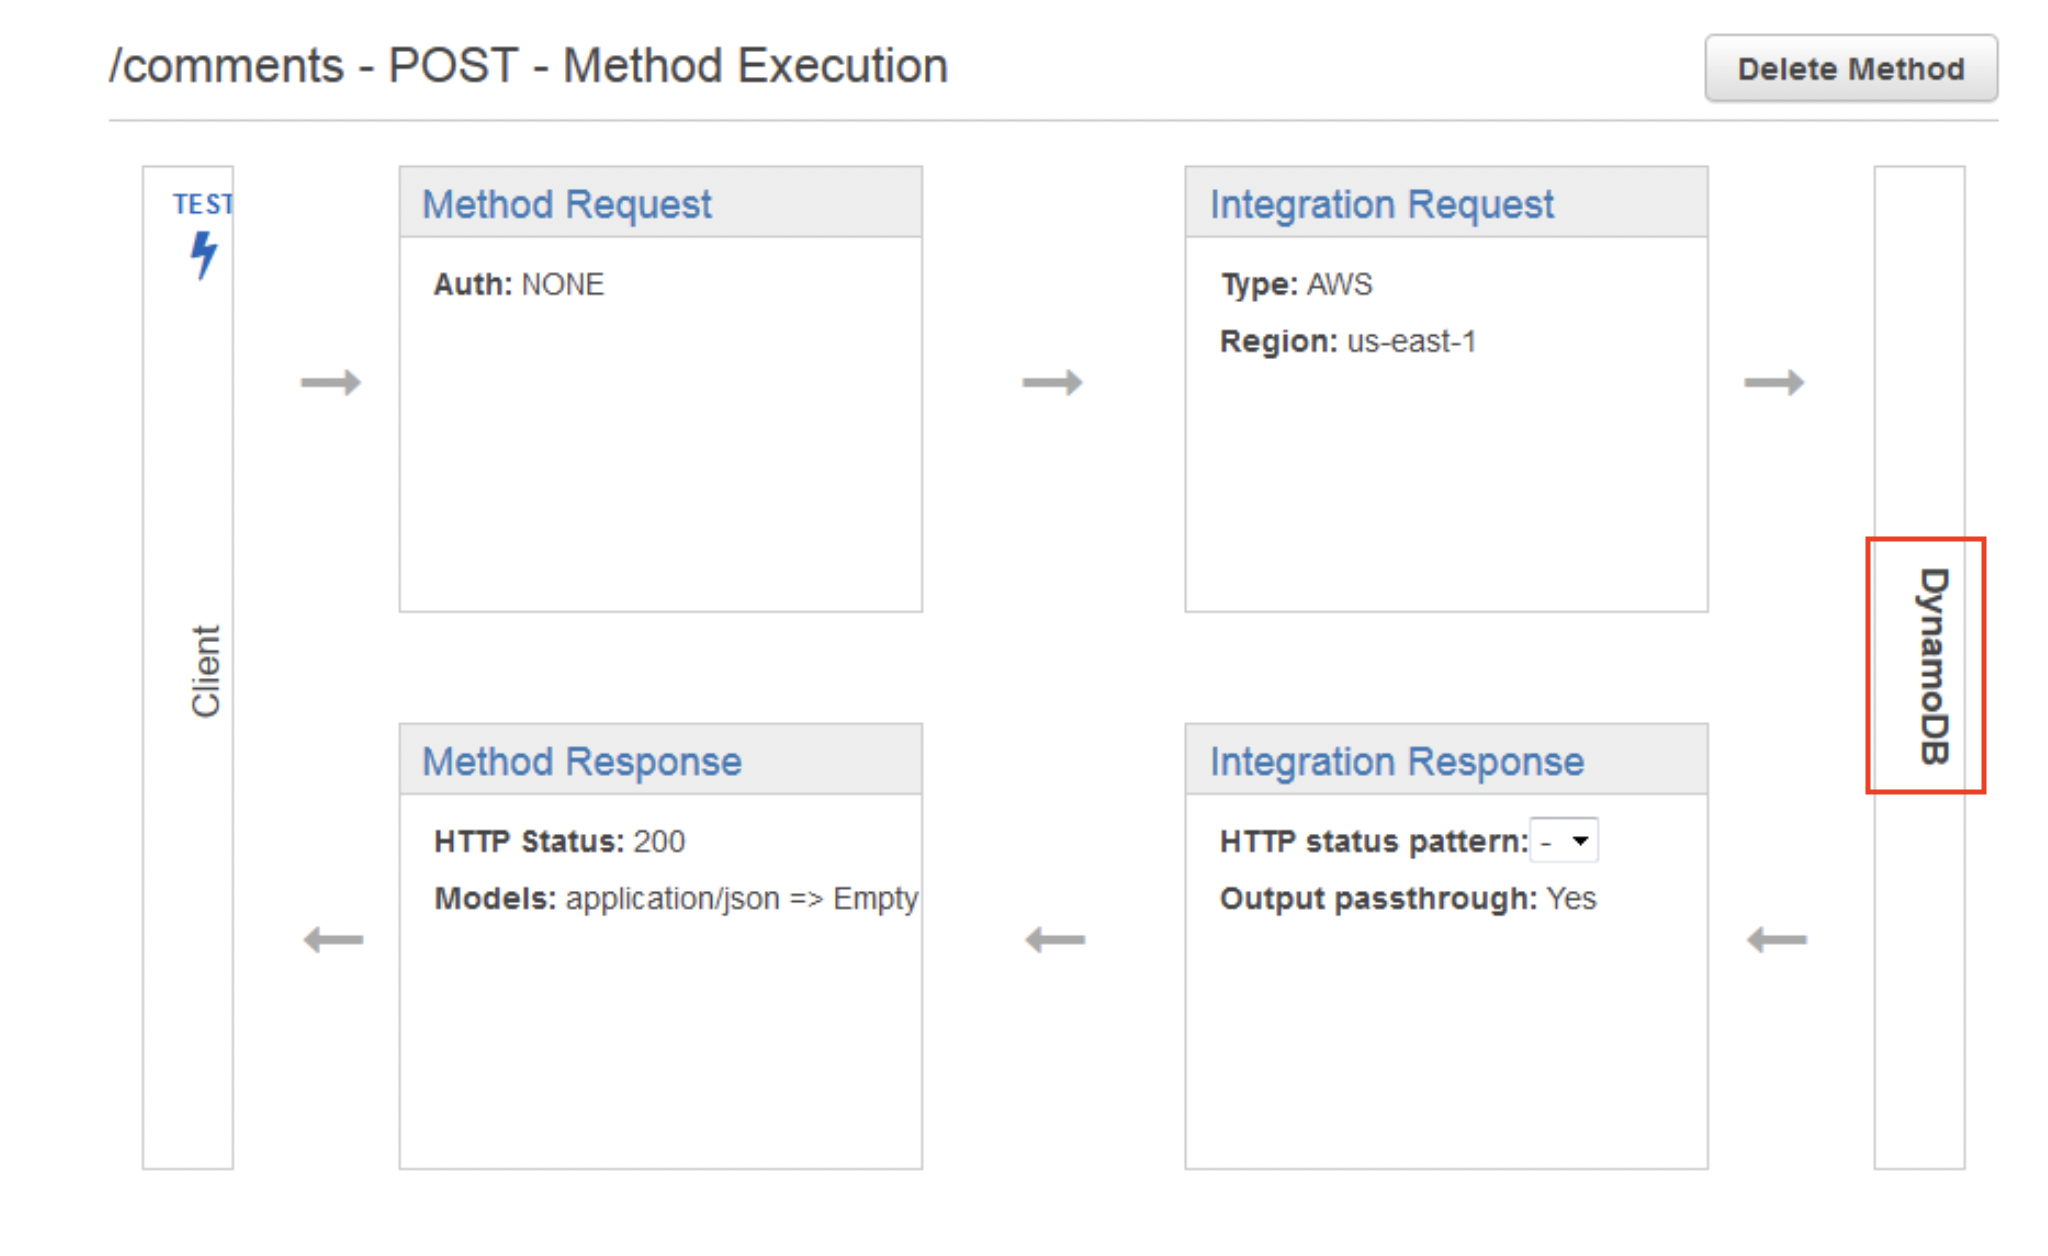 /comments - POST - Method Execution
Delete Method
TEST
Client
Method Request
Auth: NONE
Integration Request
Type: AWS
Region: us-east-1
DynamoDB
Method Response
HTTP Status: 200
Models: application/json => Empty
Integration Response
HTTP status pattern: -
Output passthrough: Yes